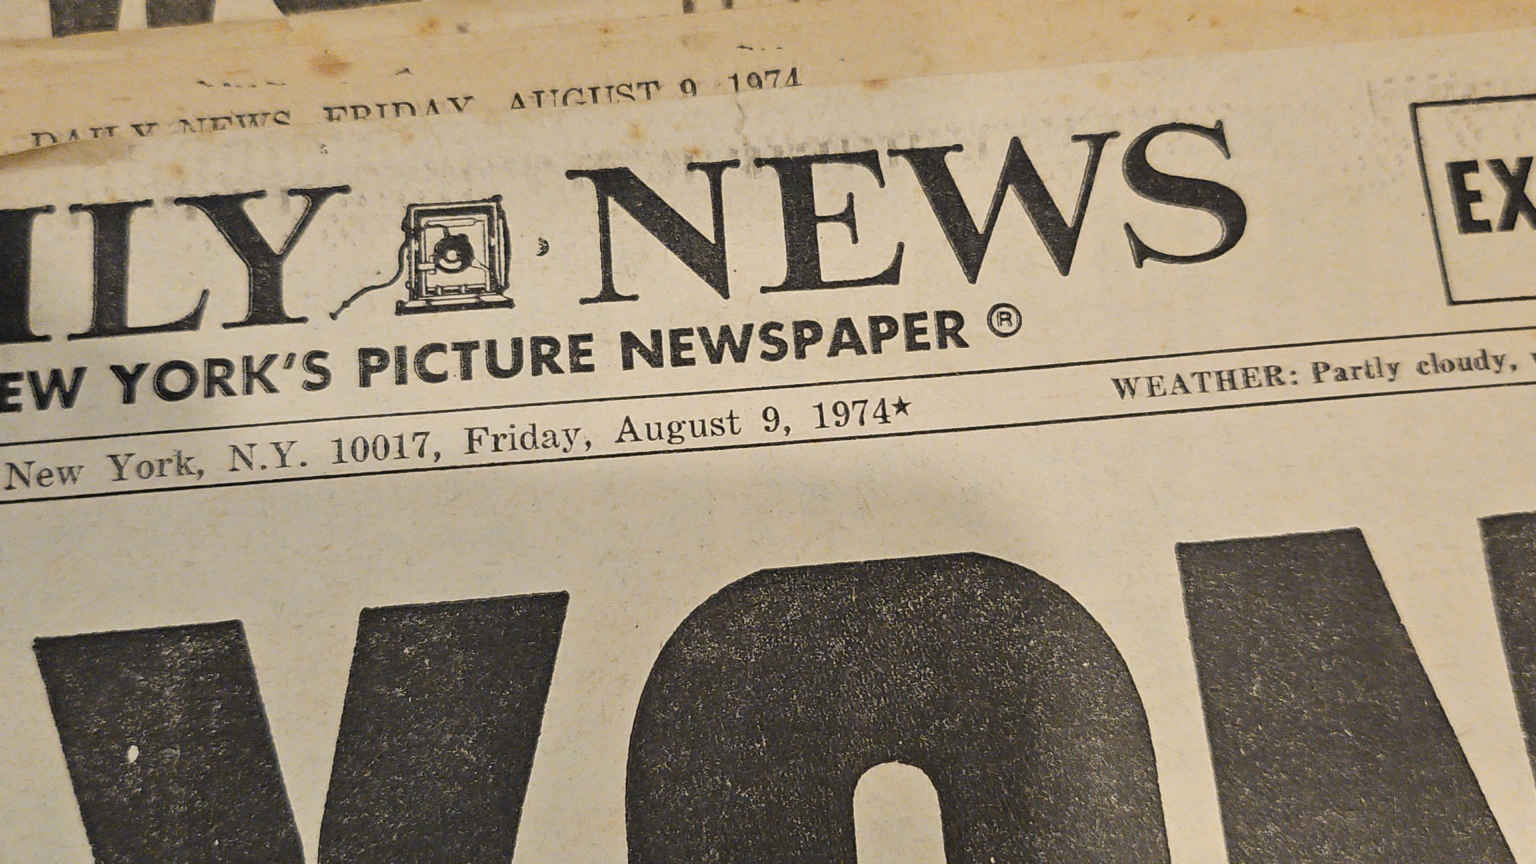 DAILY NEWS, FRIDAY, AUGUST 9, 1974
ILY NEWS
EX
EW YORK'S PICTURE NEWSPAPER ®
New York, N.Y. 10017, Friday, August 9, 1974★
WEATHER: Partly cloudy,
XON